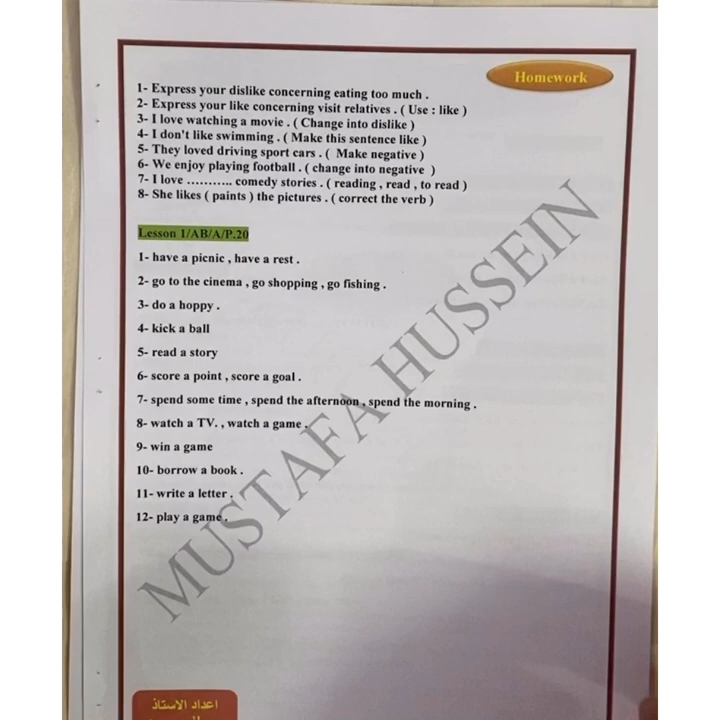 Homework
1- Express your dislike concerning eating too much .
2- Express your like concerning visit relatives . ( Use : like )
3- I love watching a movie . ( Change into dislike )
4- I don't like swimming . ( Make this sentence like )
5- They loved driving sport cars . ( Make negative )
6- We enjoy playing football . ( change into negative )
7- I love ……….. comedy stories . ( reading , read , to read )
8- She likes ( paints ) the pictures . ( correct the verb )
Lesson 1/AB/A/P.20
1- have a picnic , have a rest .
2- go to the cinema , go shopping , go fishing .
3- do a hoppy .
4- kick a ball
5- read a story
6- score a point , score a goal .
7- spend some time , spend the afternoon , spend the morning .
8- watch a TV. , watch a game .
9- win a game
10- borrow a book .
11- write a letter .
12- play a game .
MUSTAFA HUSSEIN
اعداد الاستاذ